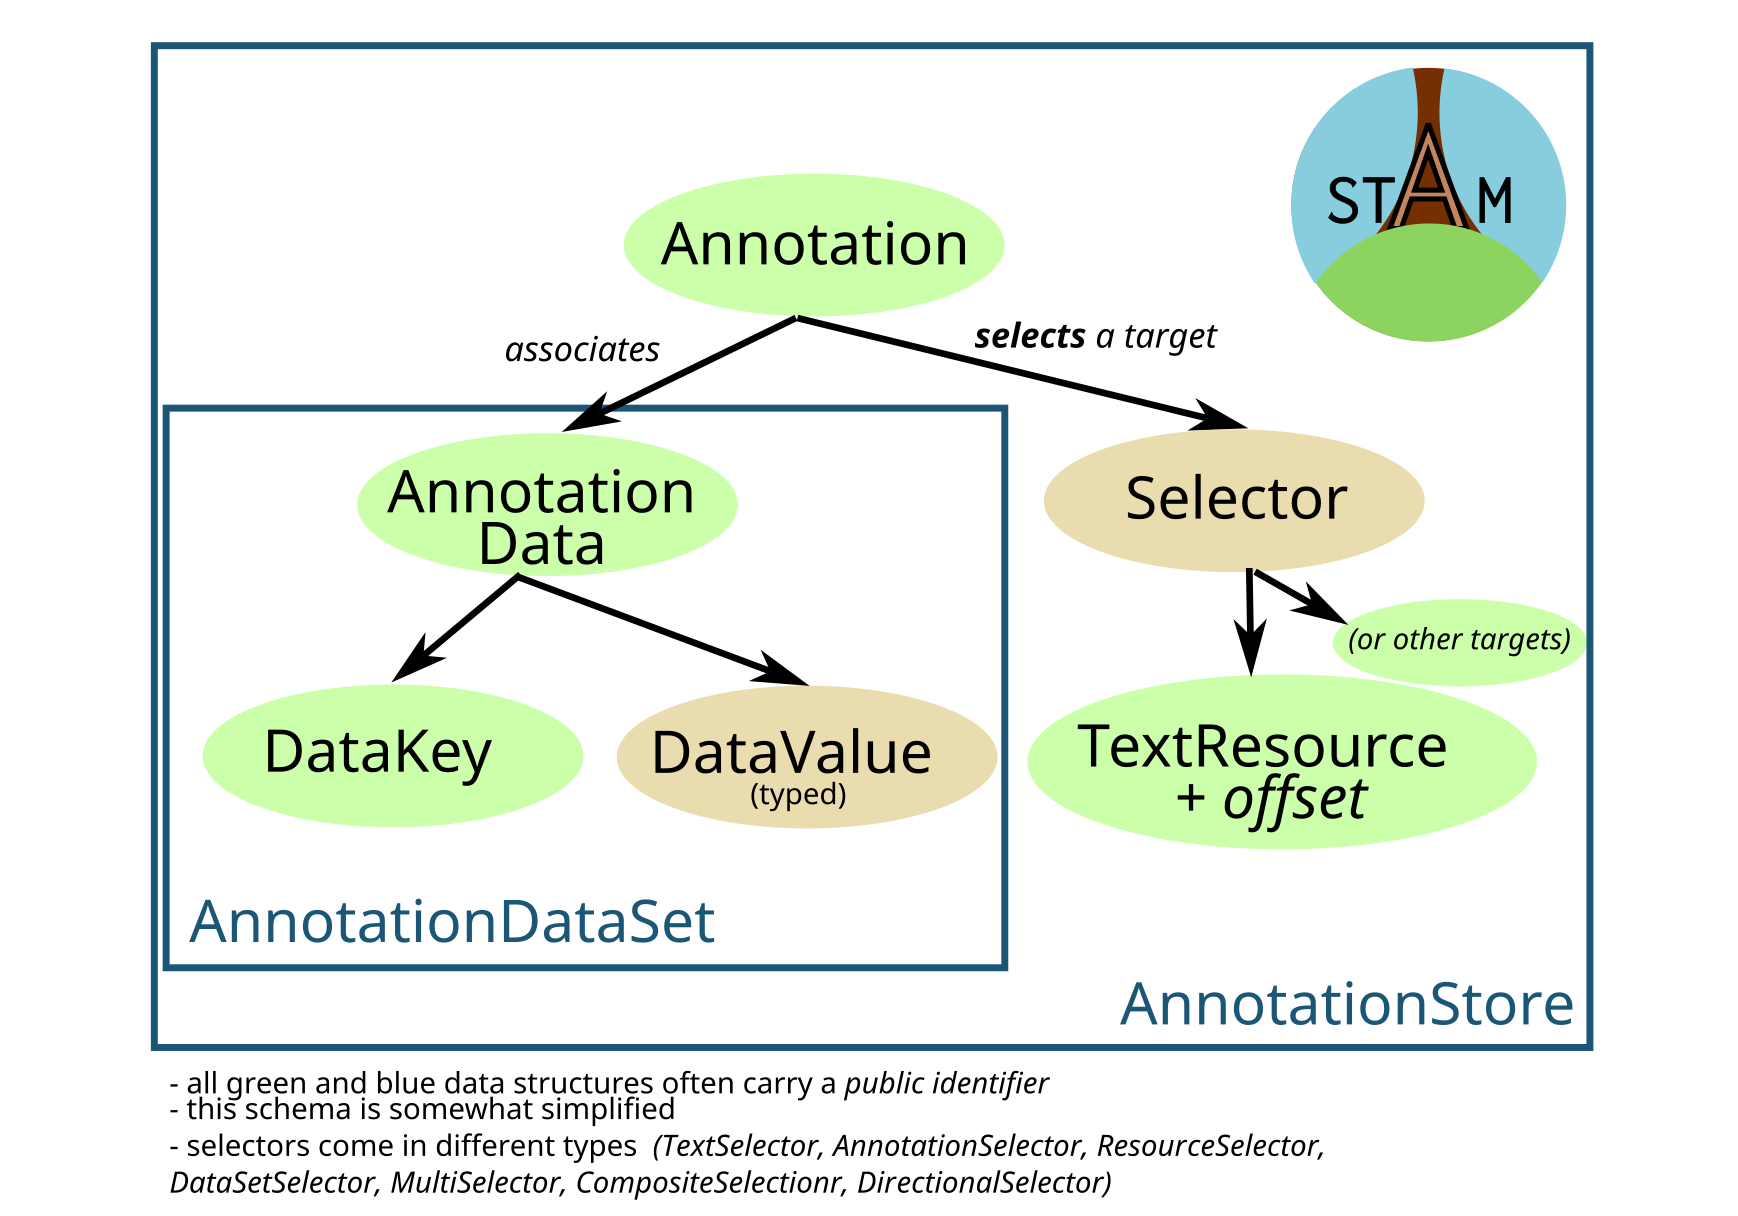 STAM
Annotation
associates
selects a target
Annotation
Data
Selector
(or other targets)
DataKey
DataValue
(typed)
TextResource
+ offset
AnnotationDataSet
AnnotationStore
- all green and blue data structures often carry a public identifier
- this schema is somewhat simplified
- selectors come in different types  (TextSelector, AnnotationSelector, ResourceSelector,
DataSetSelector, MultiSelector, CompositeSelectionr, DirectionalSelector)